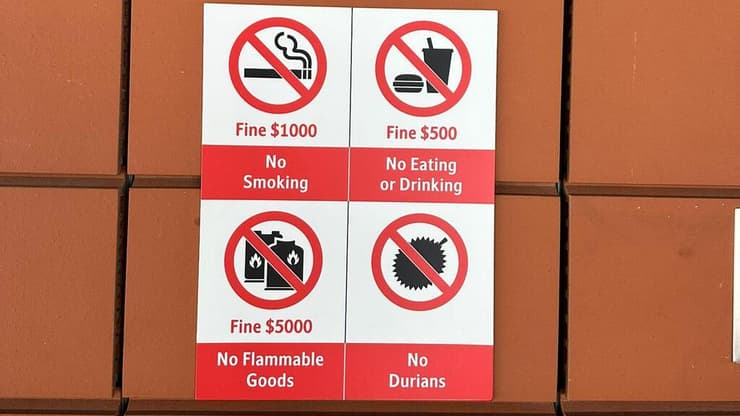 Fine $1000
No
Smoking
Fine $500
No Eating
or Drinking
Fine $5000
No Flammable
Goods
No
Durians